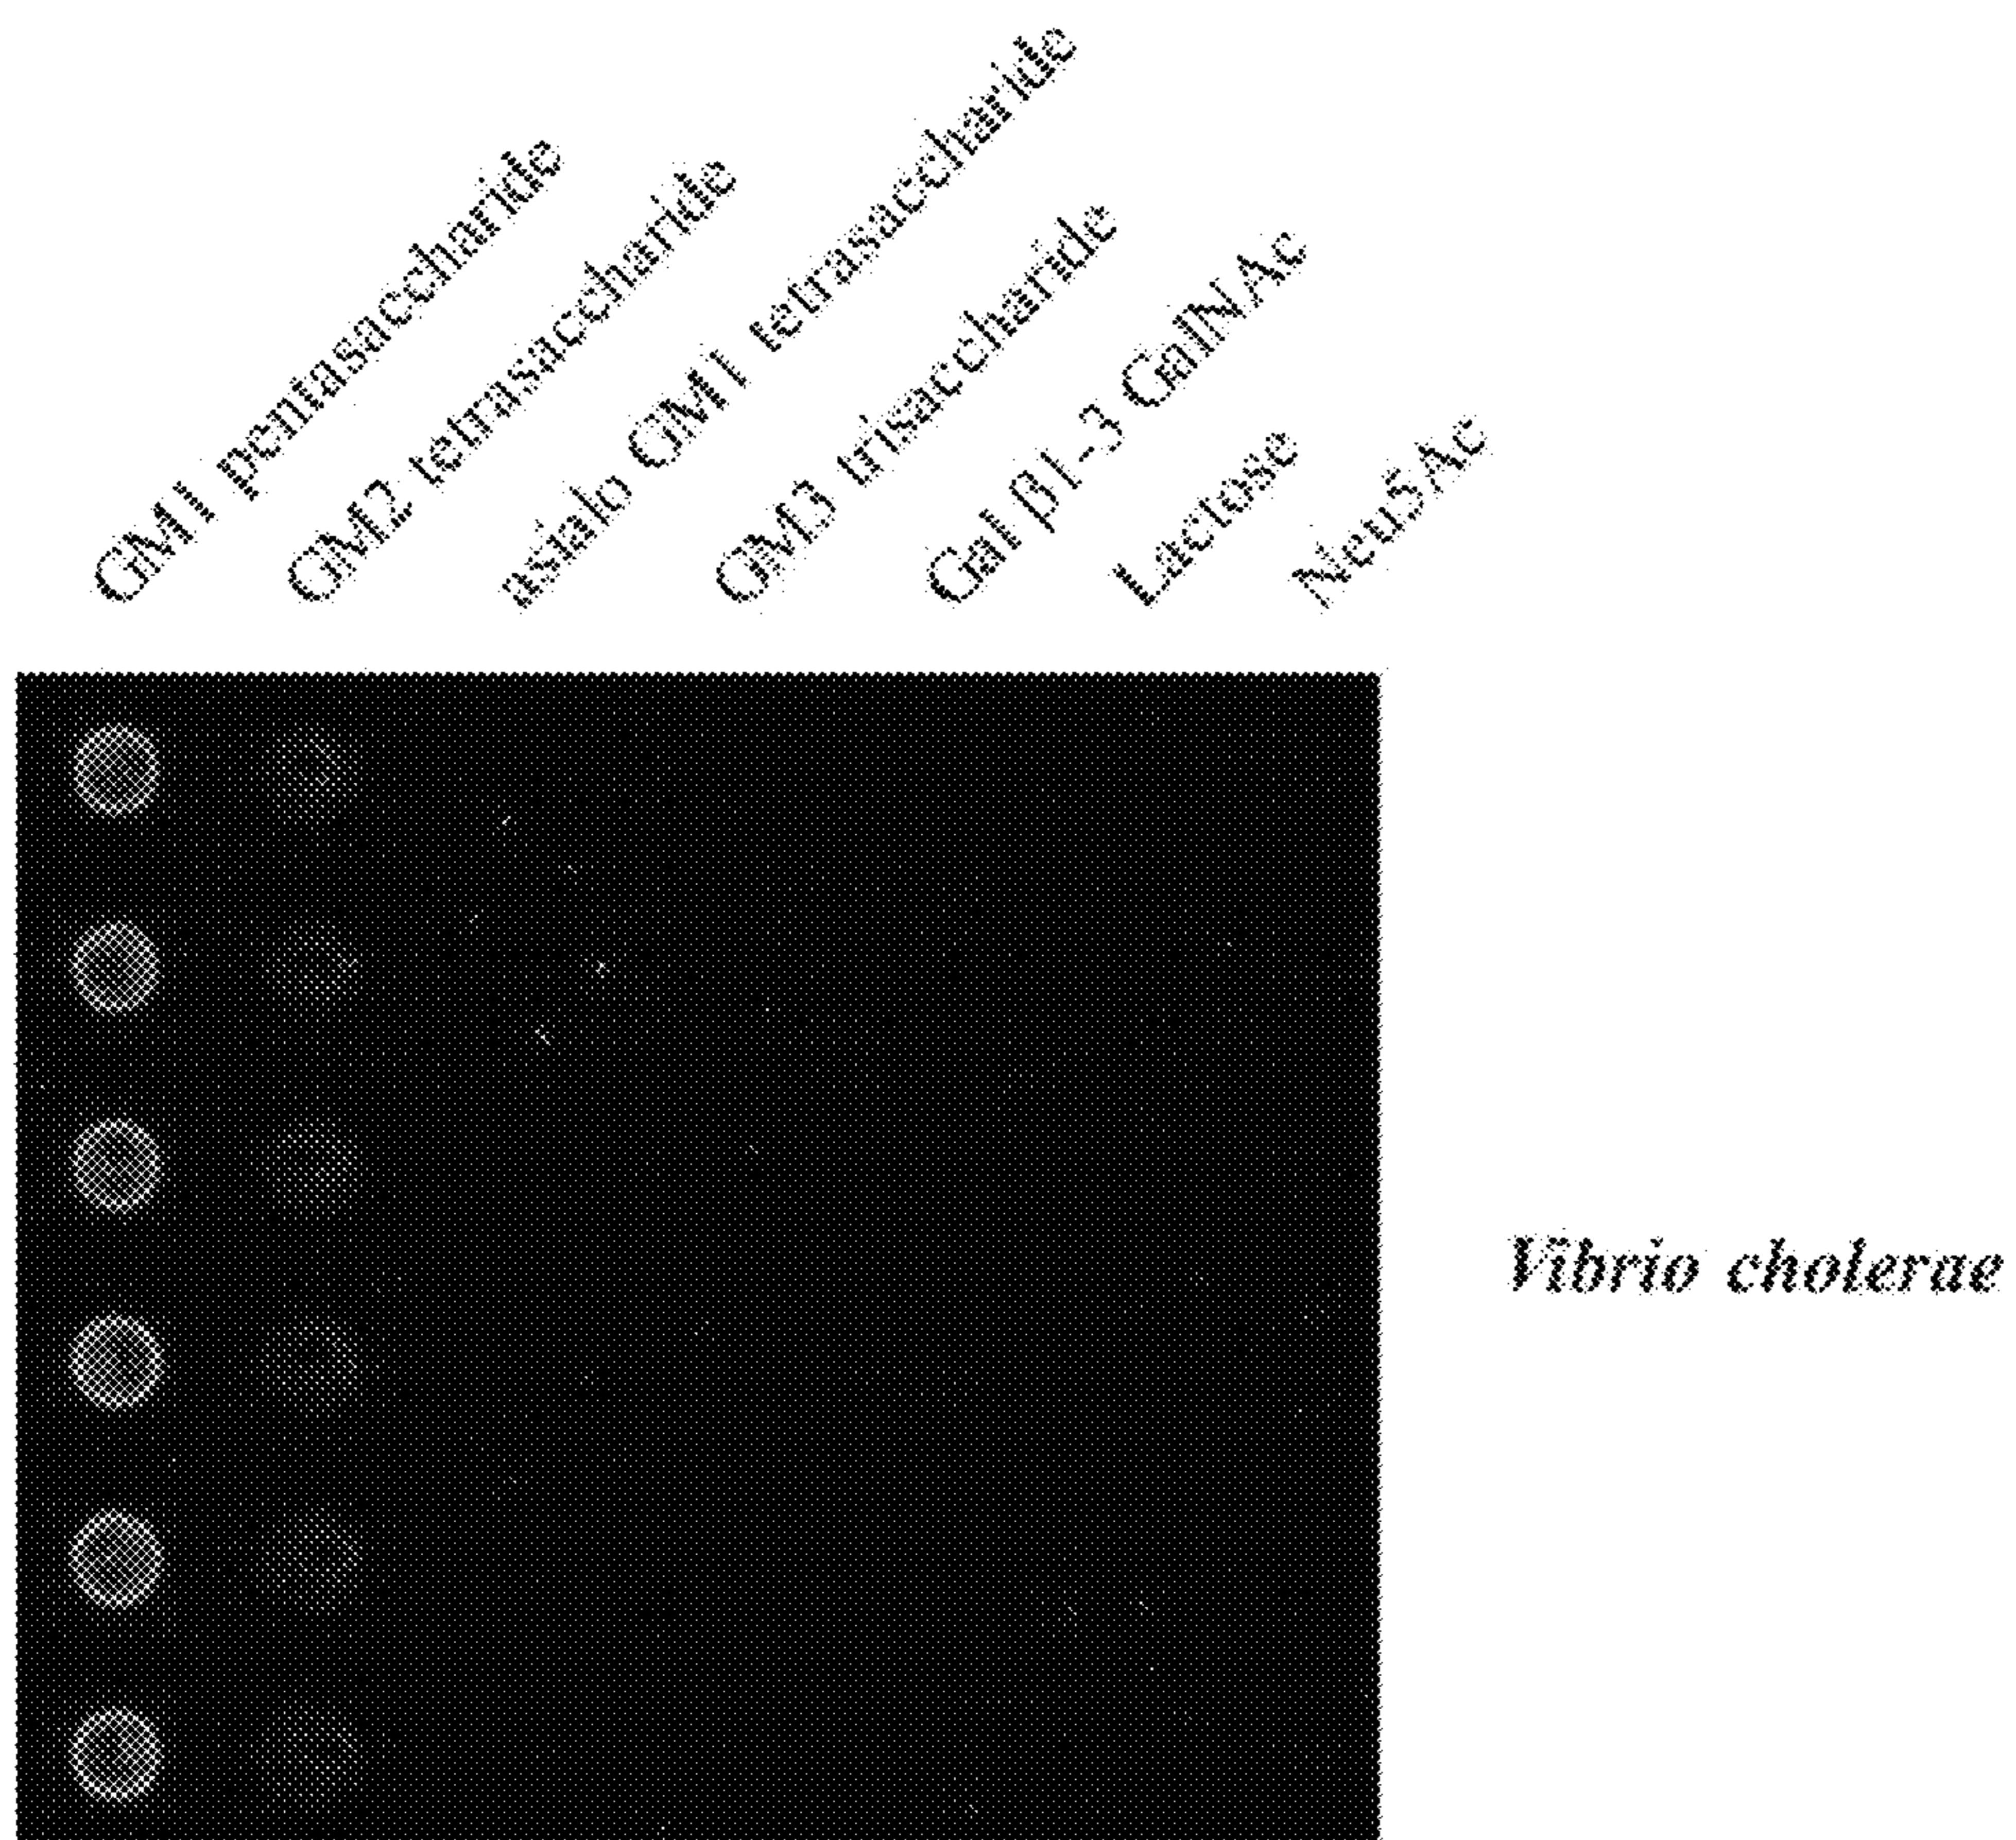 GM1 pentasaccharide
GM2 tetrasaccharide
asialo GM1 tetrasaccharide
GM3 trisaccharide
Gal β1-3 GalNAc
Lactose
Neu5Ac
Vibrio cholerae